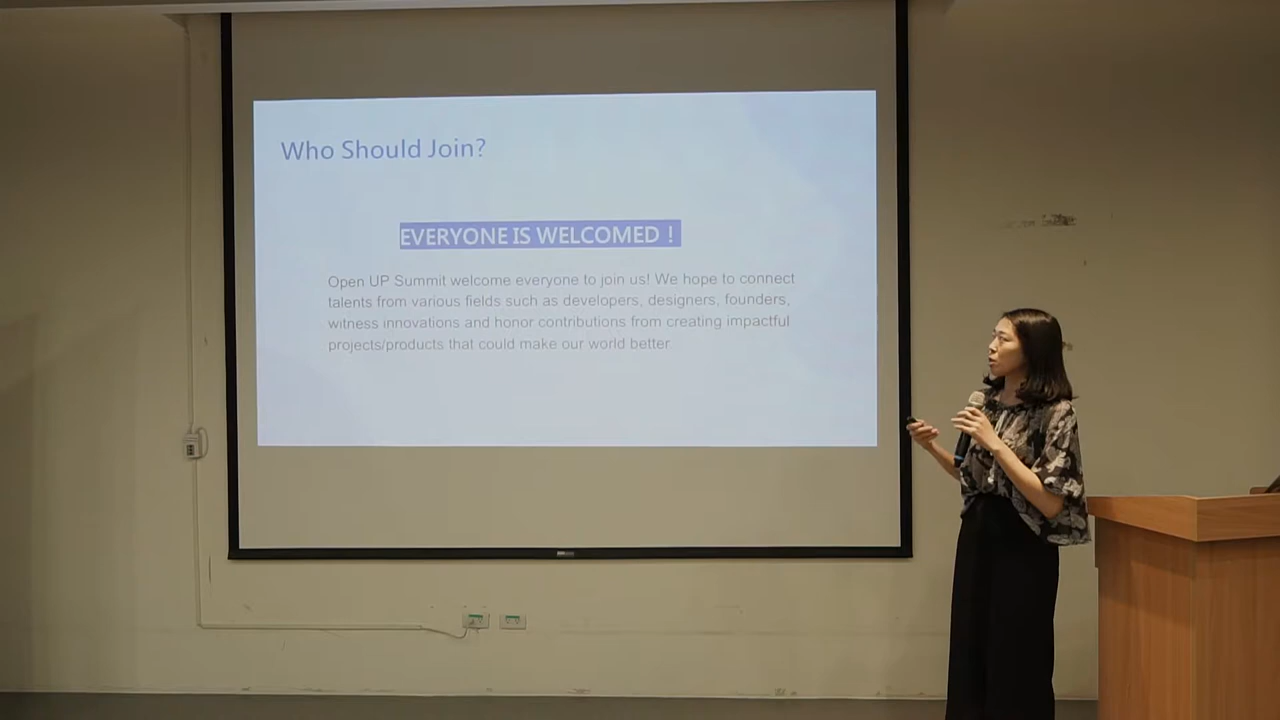 Who Should Join?
EVERYONE IS WELCOMED !
Open UP Summit welcome everyone to join us! We hope to connect
talents from various fields such as developers, designers, founders,
witness innovations and honor contributions from creating impactful
projects/products that could make our world better